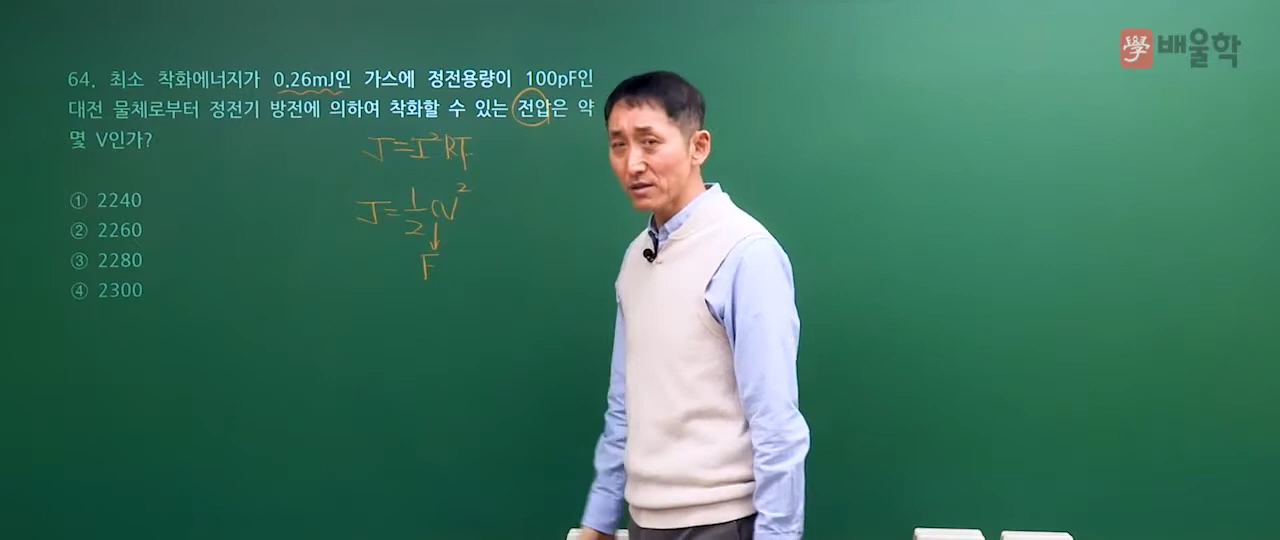 學 배울학
64. 최소 착화에너지가 0.26mJ인 가스에 정전용량이 100pF인
대전 물체로부터 정전기 방전에 의하여 착화할 수 있는 전압은 약
몇 V인가?
J=I²RT
① 2240
J=½CV²
② 2260
F
③ 2280
④ 2300